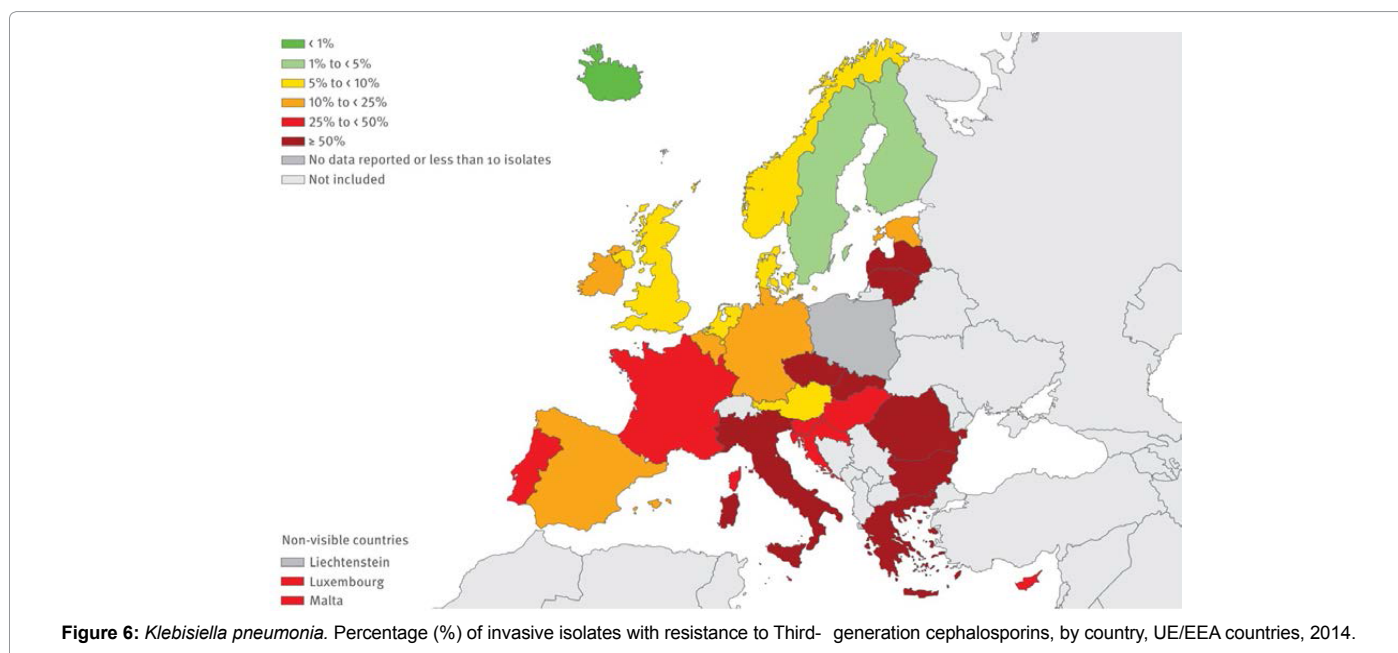 < 1%
1% to < 5%
5% to < 10%
10% to < 25%
25% to < 50%
≥ 50%
No data reported or less than 10 isolates
Not included
Non-visible countries
Liechtenstein
Luxembourg
Malta
Figure 6: Klebisiella pneumonia. Percentage (%) of invasive isolates with resistance to Third- generation cephalosporins, by country, UE/EEA countries, 2014.